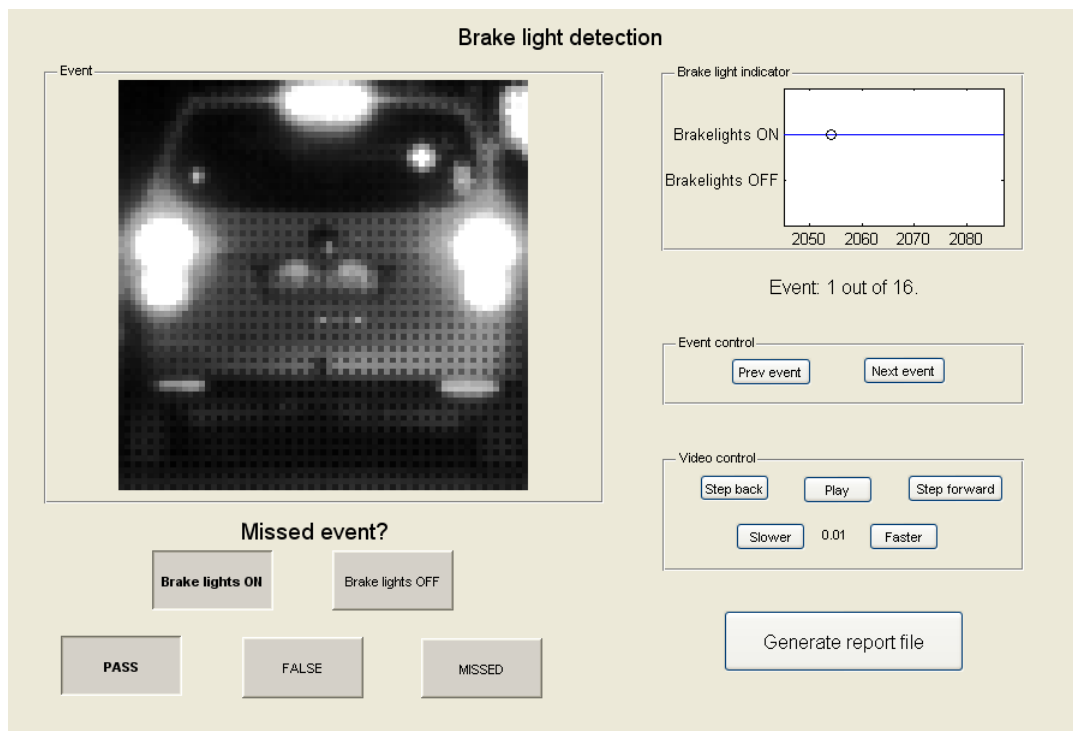 Brake light detection
Event
Brake light indicator
Brakelights ON
Brakelights OFF
2050 2060 2070 2080
Event: 1 out of 16.
Event control
Prev event
Next event
Video control
Step back
Play
Step forward
Slower
0.01
Faster
Missed event?
Brake lights ON
Brake lights OFF
PASS
FALSE
MISSED
Generate report file